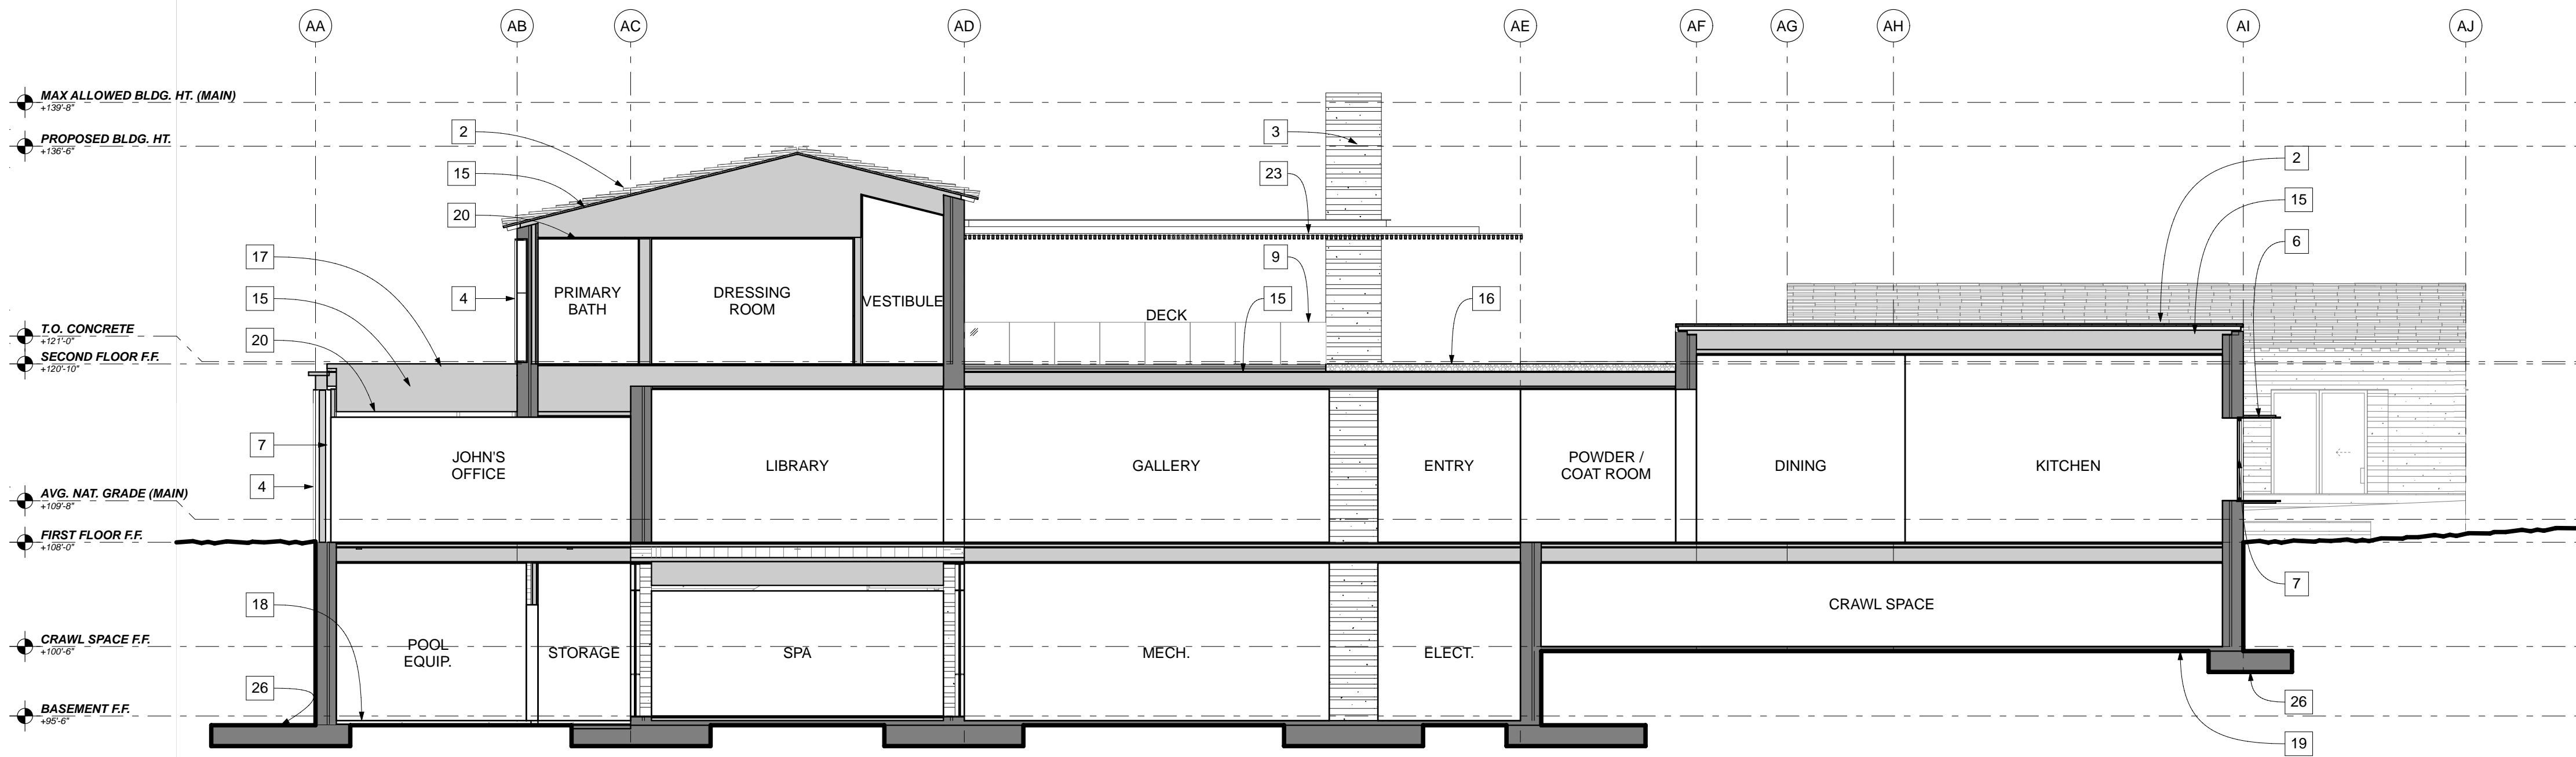 AA AB AC AD AE AF AG AH AI AJ
MAX ALLOWED BLDG. HT. (MAIN)
+139'-8"
PROPOSED BLDG. HT.
+136'-6"
2 3
2
15 23
15
20
6
17 9
4
PRIMARY
BATH
DRESSING
ROOM
VESTIBULE
15 15 16
DECK
T.O. CONCRETE
+121'-0"
20
SECOND FLOOR F.F.
+120'-10"
7
JOHN'S
OFFICE
LIBRARY
GALLERY
ENTRY
POWDER /
COAT ROOM
DINING
KITCHEN
4
AVG. NAT. GRADE (MAIN)
+109'-8"
FIRST FLOOR F.F.
+108'-0"
7
18
CRAWL SPACE
CRAWL SPACE F.F.
+100'-6"
POOL
EQUIP.
STORAGE
SPA
MECH.
ELECT.
26
26
BASEMENT F.F.
+95'-6"
19